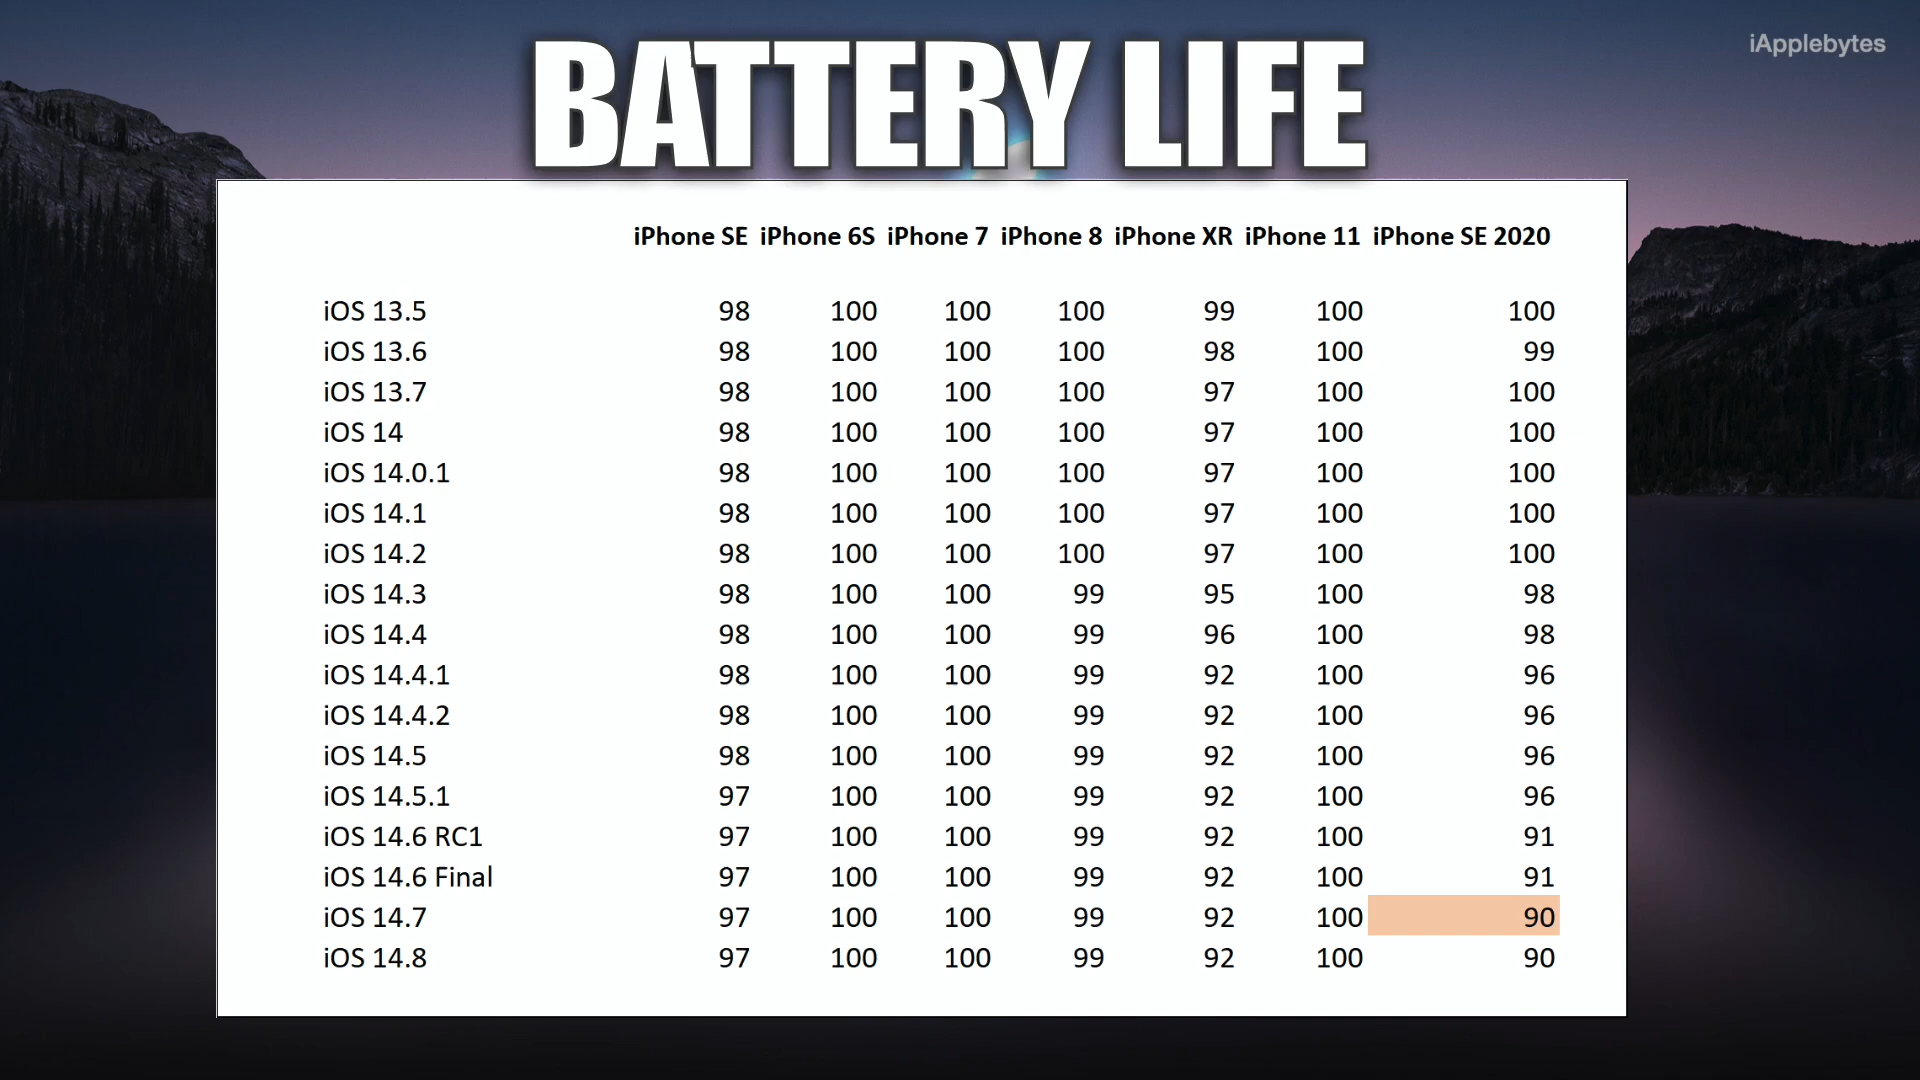 iApplebytes
BATTERY LIFE
iPhone SE iPhone 6S iPhone 7 iPhone 8 iPhone XR iPhone 11 iPhone SE 2020
iOS 13.5 98 100 100 100 99 100 100
iOS 13.6 98 100 100 100 98 100 99
iOS 13.7 98 100 100 100 97 100 100
iOS 14 98 100 100 100 97 100 100
iOS 14.0.1 98 100 100 100 97 100 100
iOS 14.1 98 100 100 100 97 100 100
iOS 14.2 98 100 100 100 97 100 100
iOS 14.3 98 100 100 99 95 100 98
iOS 14.4 98 100 100 99 96 100 98
iOS 14.4.1 98 100 100 99 92 100 96
iOS 14.4.2 98 100 100 99 92 100 96
iOS 14.5 98 100 100 99 92 100 96
iOS 14.5.1 97 100 100 99 92 100 96
iOS 14.6 RC1 97 100 100 99 92 100 91
iOS 14.6 Final 97 100 100 99 92 100 91
iOS 14.7 97 100 100 99 92 100 90
iOS 14.8 97 100 100 99 92 100 90